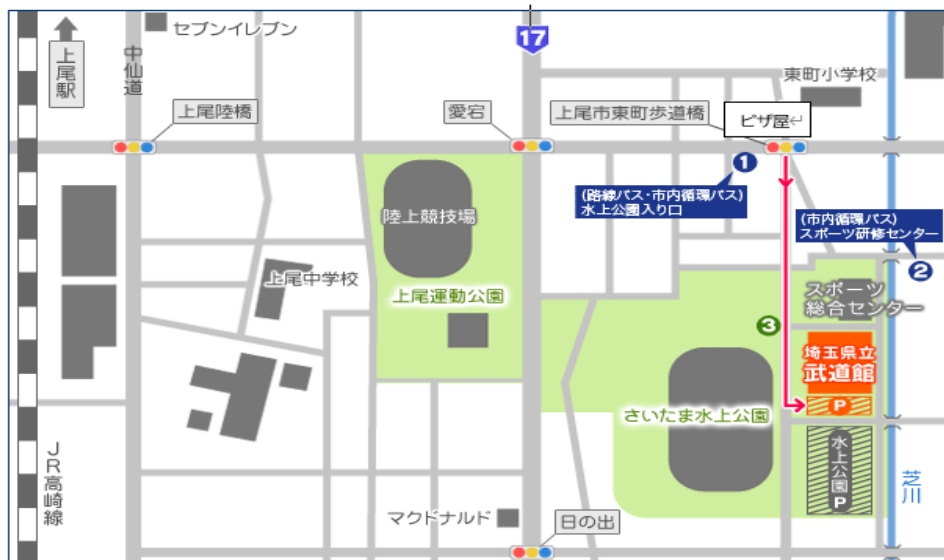 17
セブンイレブン
上尾駅
中仙道
東町小学校
上尾陸橋
愛宕
上尾市東町歩道橋
ピザ屋↵
1
(路線バス・市内循環バス)
水上公園入り口
陸上競技場
(市内循環バス)
スポーツ研修センター
2
上尾中学校
上尾運動公園
スポーツ
総合センター
3
埼玉県立
武道館
P
さいたま水上公園
水上公園
P
JR高崎線
芝川
マクドナルド
日の出